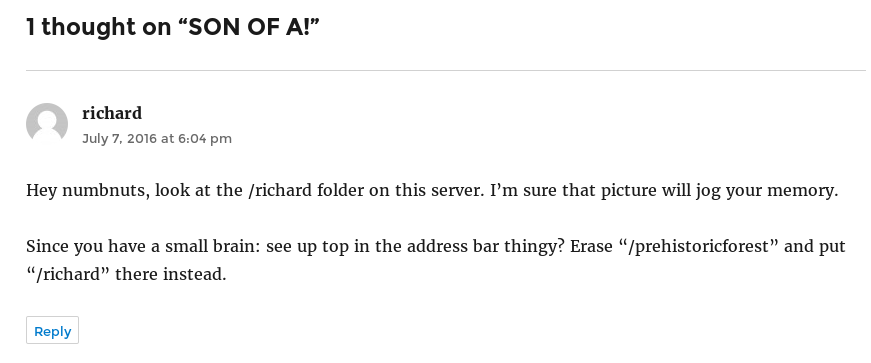 1 thought on “SON OF A!”
richard
July 7, 2016 at 6:04 pm
Hey numbnuts, look at the /richard folder on this server. I’m sure that picture will jog your memory.
Since you have a small brain: see up top in the address bar thingy? Erase “/prehistoricforest” and put
“/richard” there instead.
Reply